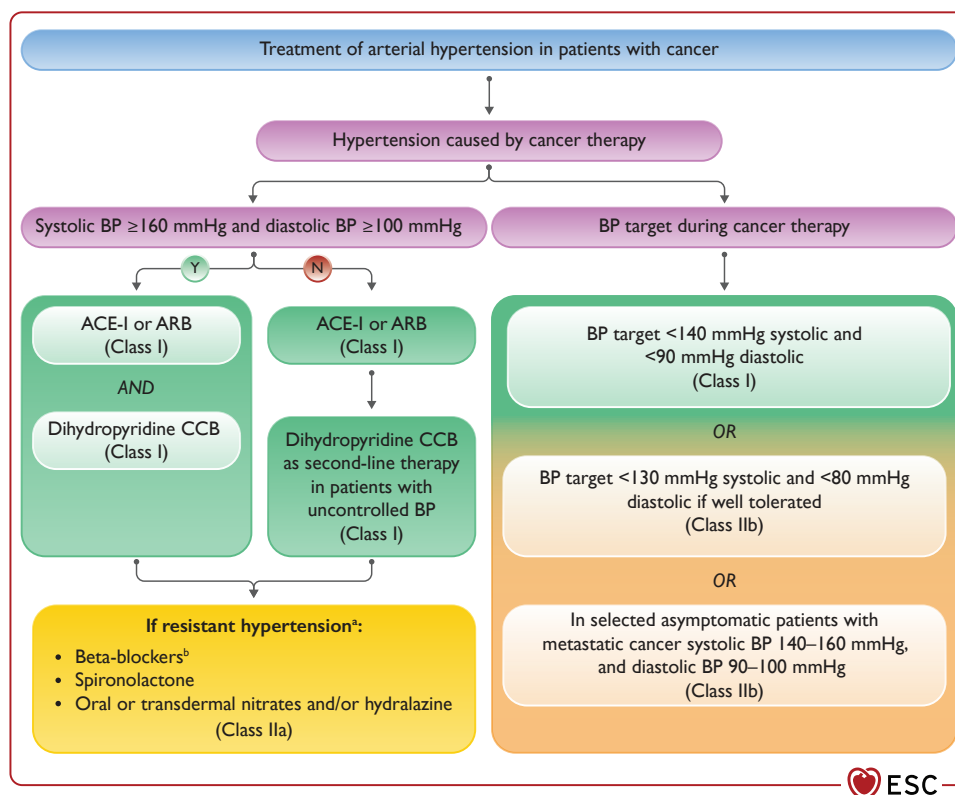 Treatment of arterial hypertension in patients with cancer
Hypertension caused by cancer therapy
Systolic BP ≥160 mmHg and diastolic BP ≥100 mmHg
Y
N
ACE-I or ARB
(Class I)
AND
Dihydropyridine CCB
(Class I)
ACE-I or ARB
(Class I)
Dihydropyridine CCB
as second-line therapy
in patients with
uncontrolled BP
(Class I)
If resistant hypertensionᵃ:
• Beta-blockersᵇ
• Spironolactone
• Oral or transdermal nitrates and/or hydralazine
(Class IIa)
BP target during cancer therapy
BP target <140 mmHg systolic and
<90 mmHg diastolic
(Class I)
OR
BP target <130 mmHg systolic and <80 mmHg
diastolic if well tolerated
(Class IIb)
OR
In selected asymptomatic patients with
metastatic cancer systolic BP 140–160 mmHg,
and diastolic BP 90–100 mmHg
(Class IIb)
ESC